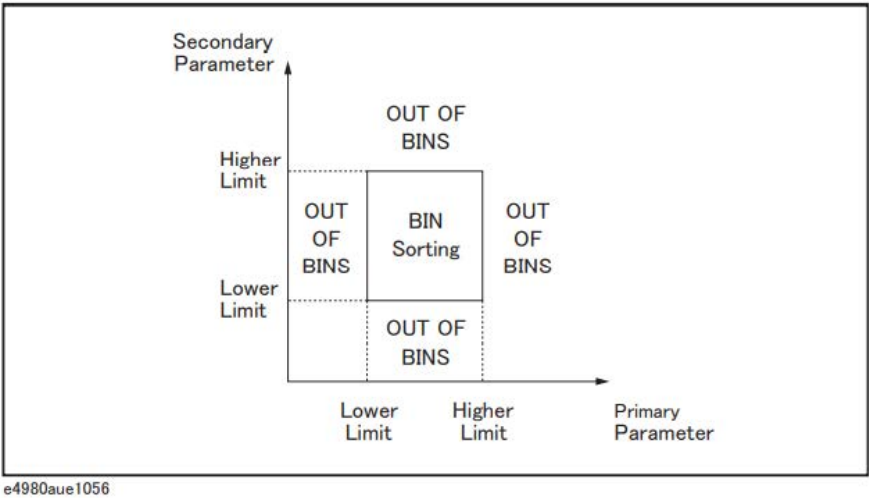 Secondary
Parameter
OUT OF
BINS
Higher
Limit
OUT
OF
BINS
BIN
Sorting
OUT
OF
BINS
Lower
Limit
OUT OF
BINS
Lower
Limit
Higher
Limit
Primary
Parameter
e4980aue1056